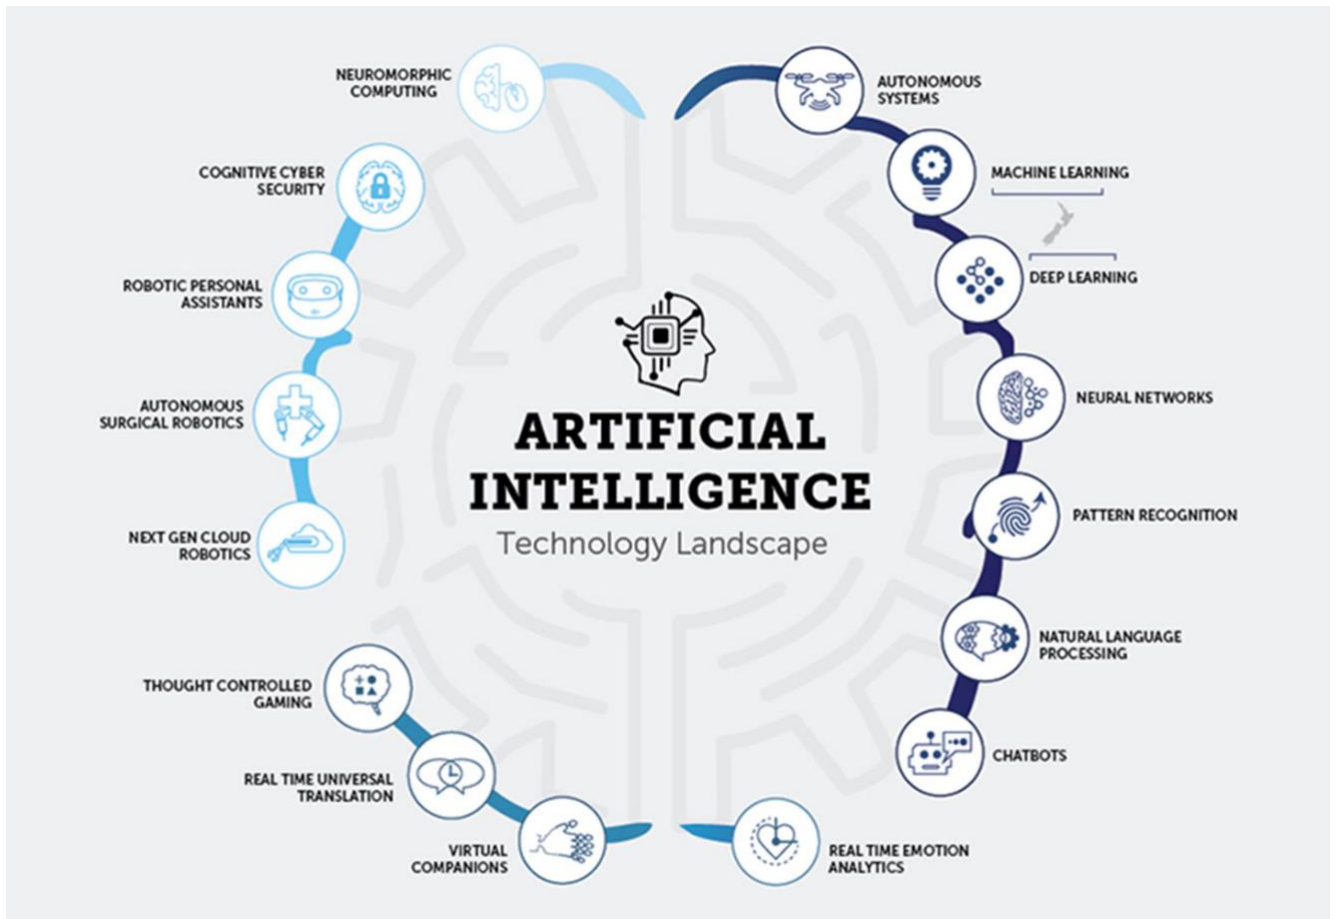 NEUROMORPHIC
COMPUTING
COGNITIVE CYBER
SECURITY
ROBOTIC PERSONAL
ASSISTANTS
AUTONOMOUS
SURGICAL ROBOTICS
NEXT GEN CLOUD
ROBOTICS
THOUGHT CONTROLLED
GAMING
REAL TIME UNIVERSAL
TRANSLATION
VIRTUAL
COMPANIONS
ARTIFICIAL
INTELLIGENCE
Technology Landscape
AUTONOMOUS
SYSTEMS
MACHINE LEARNING
DEEP LEARNING
NEURAL NETWORKS
PATTERN RECOGNITION
NATURAL LANGUAGE
PROCESSING
CHATBOTS
REAL TIME EMOTION
ANALYTICS